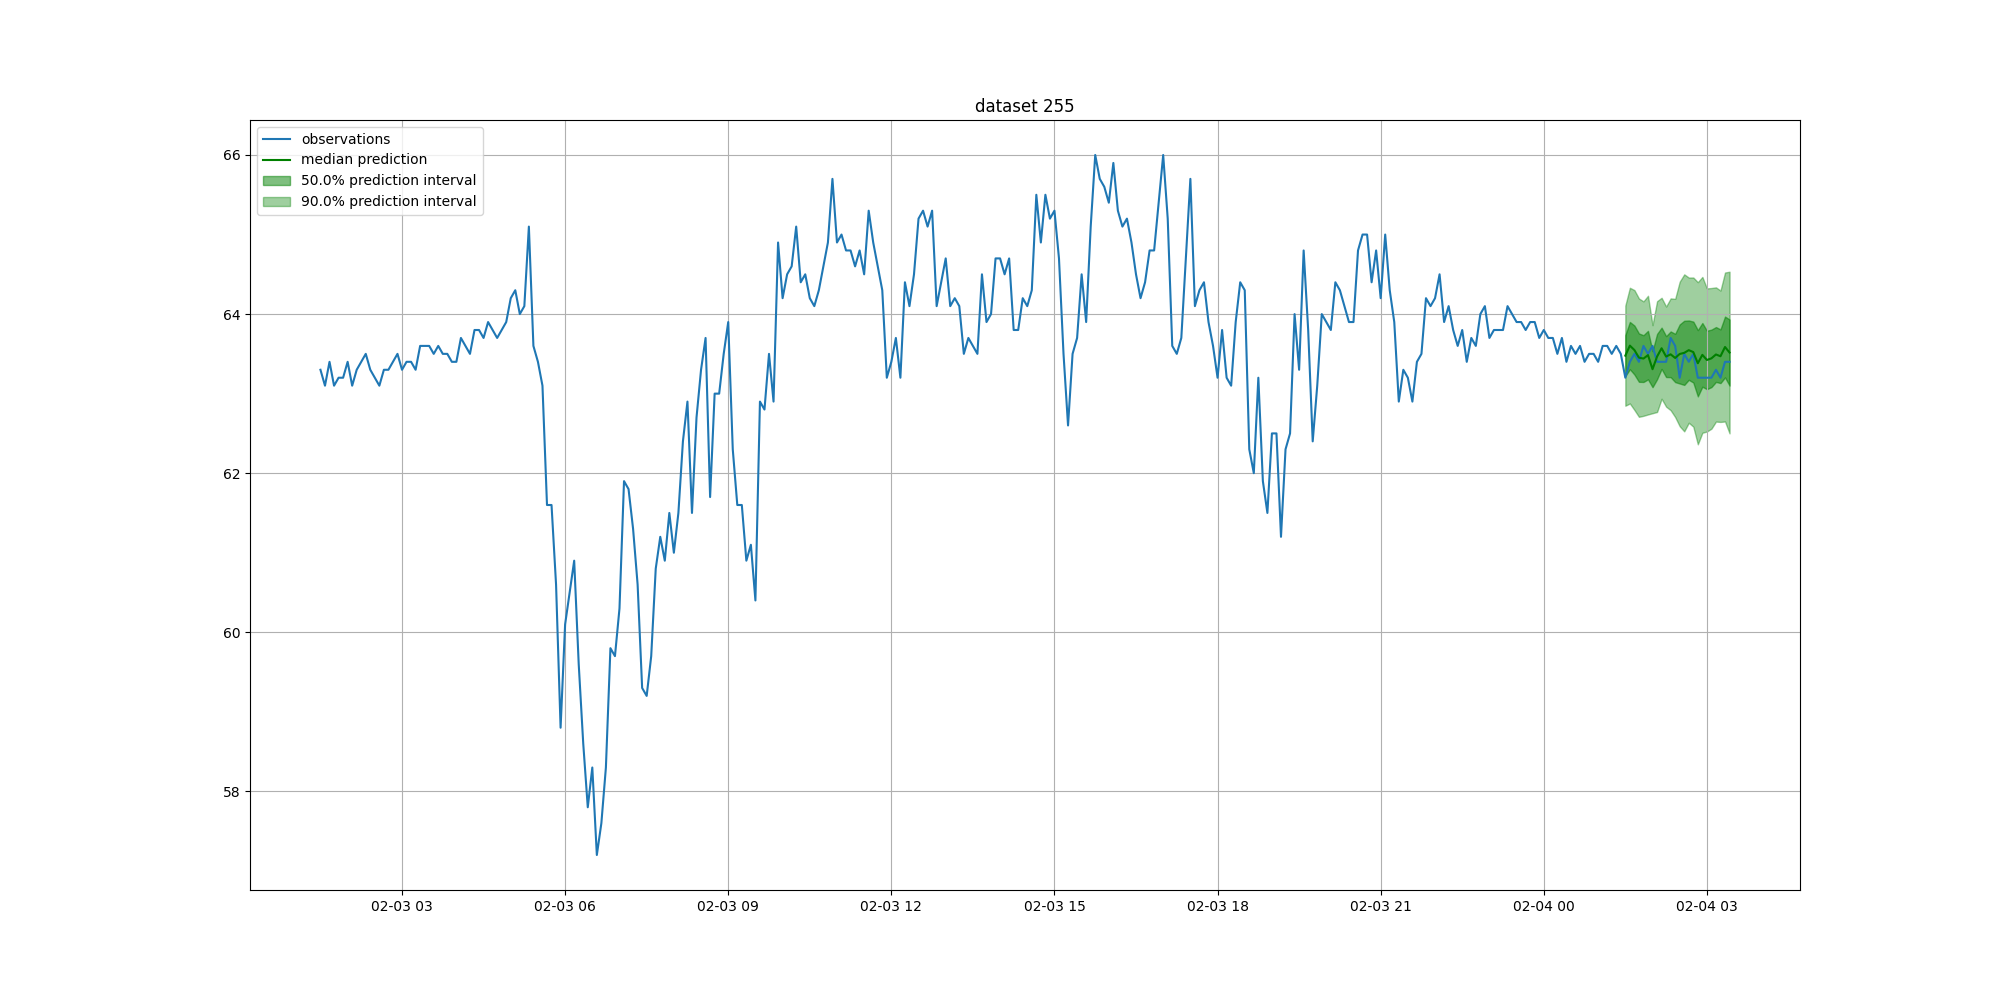 dataset 255
observations
median prediction
50.0% prediction interval
90.0% prediction interval
66
64
62
60
58
02-03 03 02-03 06 02-03 09 02-03 12 02-03 15 02-03 18 02-03 21 02-04 00 02-04 03